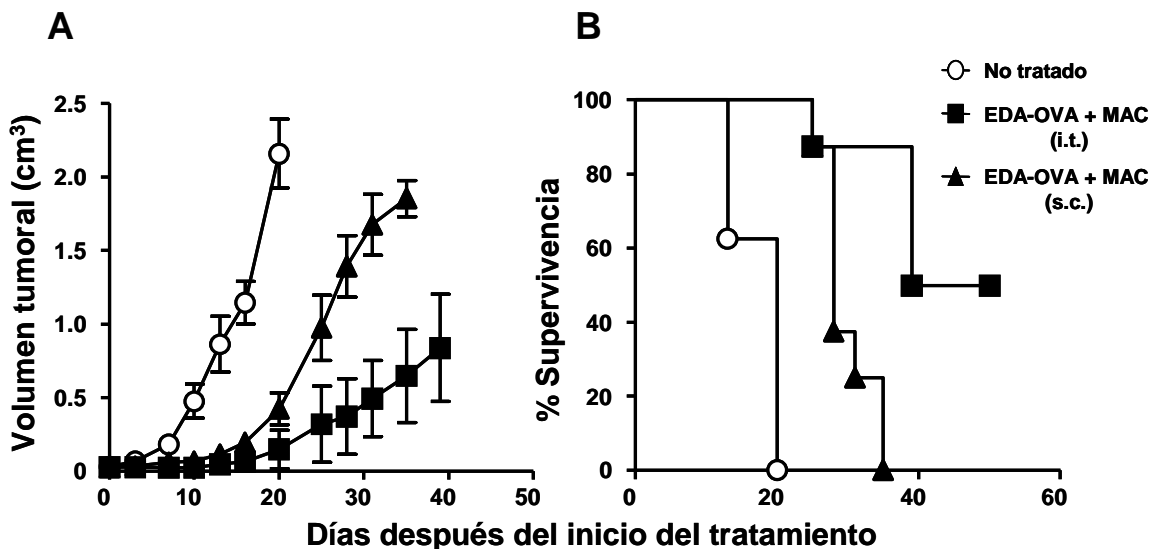 A
B
No tratado
EDA-OVA + MAC
(i.t.)
EDA-OVA + MAC
(s.c.)
Volumen tumoral (cm³)
2.5
2.0
1.5
1.0
0.5
0
0 10 20 30 40 50
% Supervivencia
100
80
60
40
20
0
0 20 40 60
Días después del inicio del tratamiento